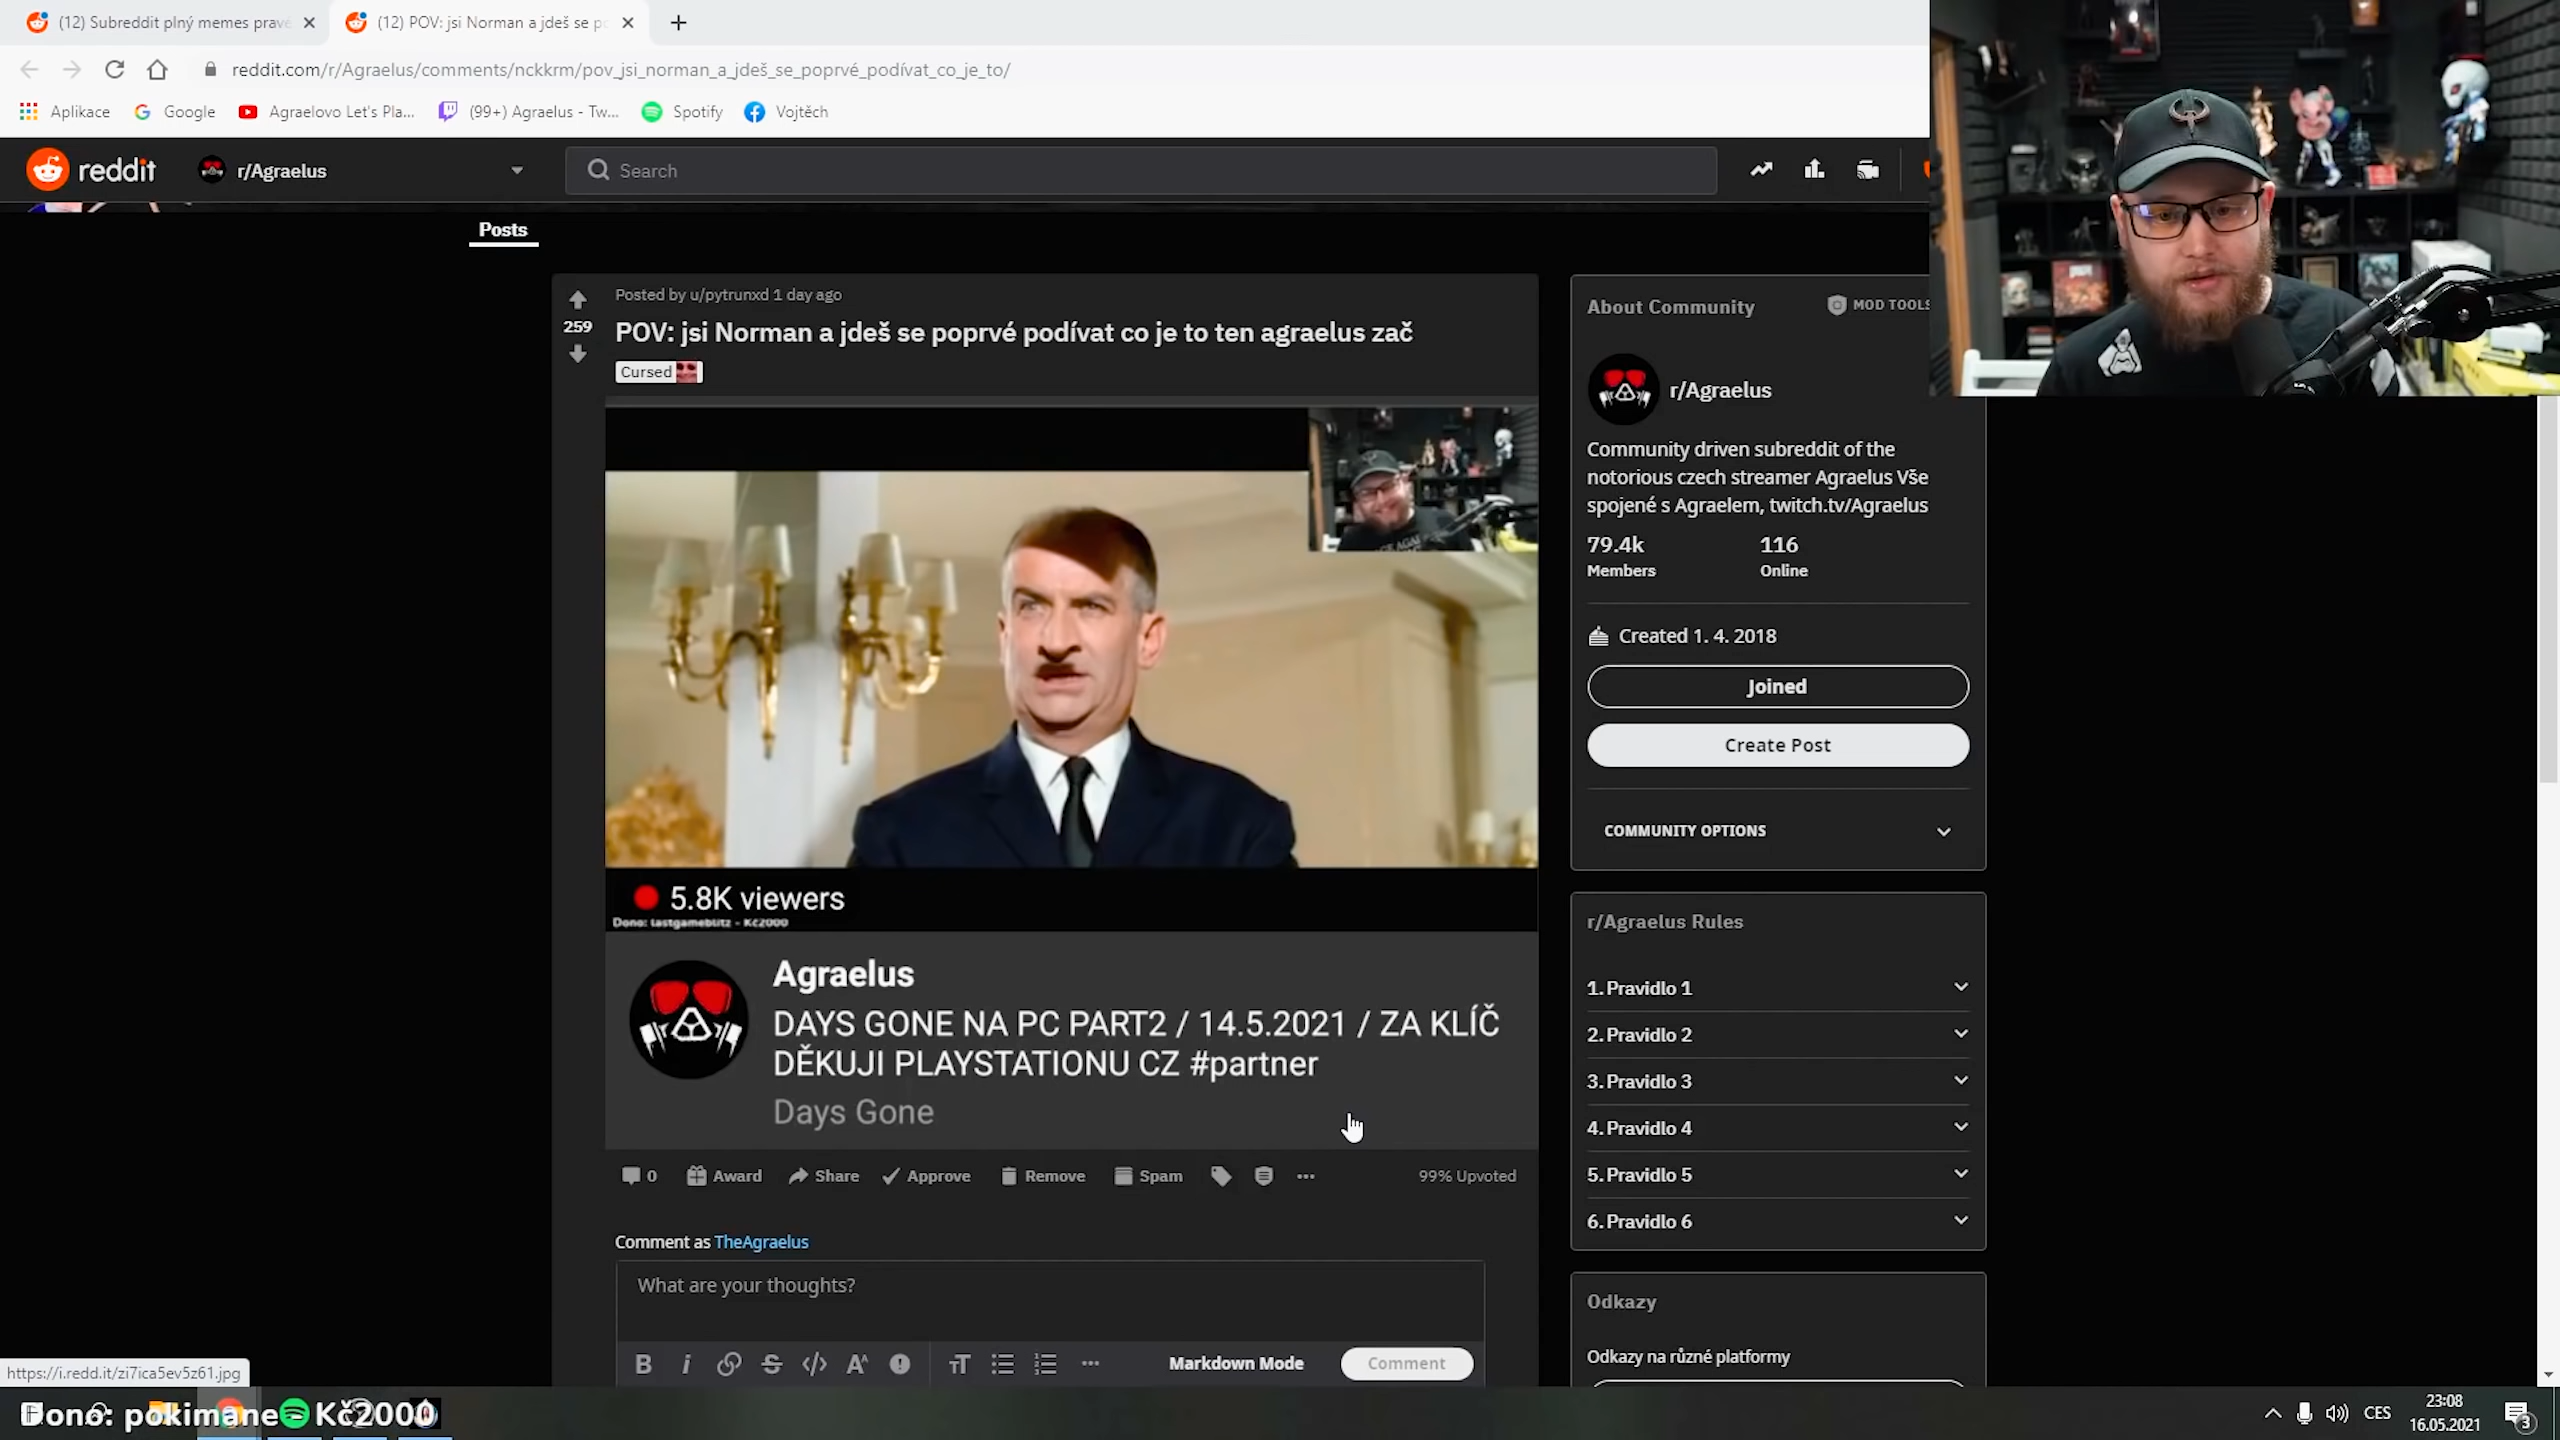 (12) Subreddit plný memes pravé
(12) POV: jsi Norman a jdeš se po
reddit.com/r/Agraelus/comments/nckkrm/pov_jsi_norman_a_jdeš_se_poprvé_podívat_co_je_to/
Aplikace Google Agraelovo Let's Pla... (99+) Agraelus - Tw... Spotify Vojtěch
reddit r/Agraelus Search
Posts
Posted by u/pytrunxd 1 day ago
259
POV: jsi Norman a jdeš se poprvé podívat co je to ten agraelus zač
Cursed
5.8K viewers
Dono: lastgameblitz - Kč2000
Agraelus
DAYS GONE NA PC PART2 / 14.5.2021 / ZA KLÍČ
DĚKUJI PLAYSTATIONU CZ #partner
Days Gone
0 Award Share Approve Remove Spam 99% Upvoted
Comment as TheAgraelus
What are your thoughts?
Markdown Mode Comment
About Community MOD TOOLS
r/Agraelus
Community driven subreddit of the
notorious czech streamer Agraelus Vše
spojené s Agraelem, twitch.tv/Agraelus
79.4k 116
Members Online
Created 1. 4. 2018
Joined
Create Post
COMMUNITY OPTIONS
r/Agraelus Rules
1. Pravidlo 1
2. Pravidlo 2
3. Pravidlo 3
4. Pravidlo 4
5. Pravidlo 5
6. Pravidlo 6
Odkazy
Odkazy na různé platformy
https://i.redd.it/zi7ica5ev5z61.jpg
Dono: pokimane - Kč2000
CES
23:08
16.05.2021
3